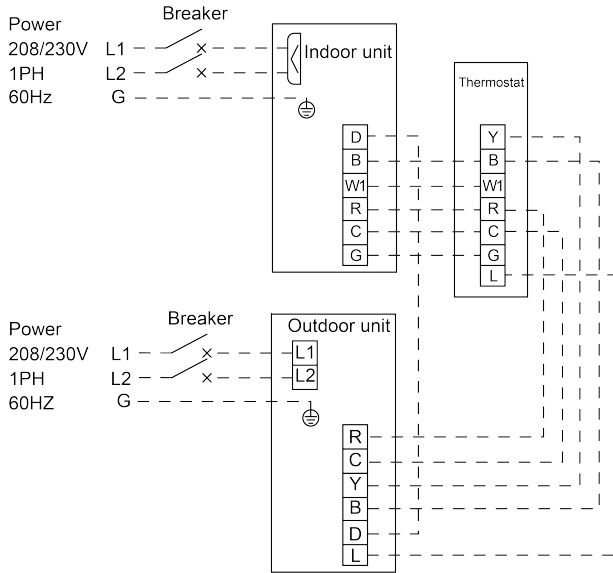 Power
208/230V
1PH
60Hz
L1
L2
G
Breaker
Indoor unit
D
B
W1
R
C
G
Thermostat
Y
B
W1
R
C
G
L
Power
208/230V
1PH
60HZ
L1
L2
G
Breaker
Outdoor unit
L1
L2
R
C
Y
B
D
L